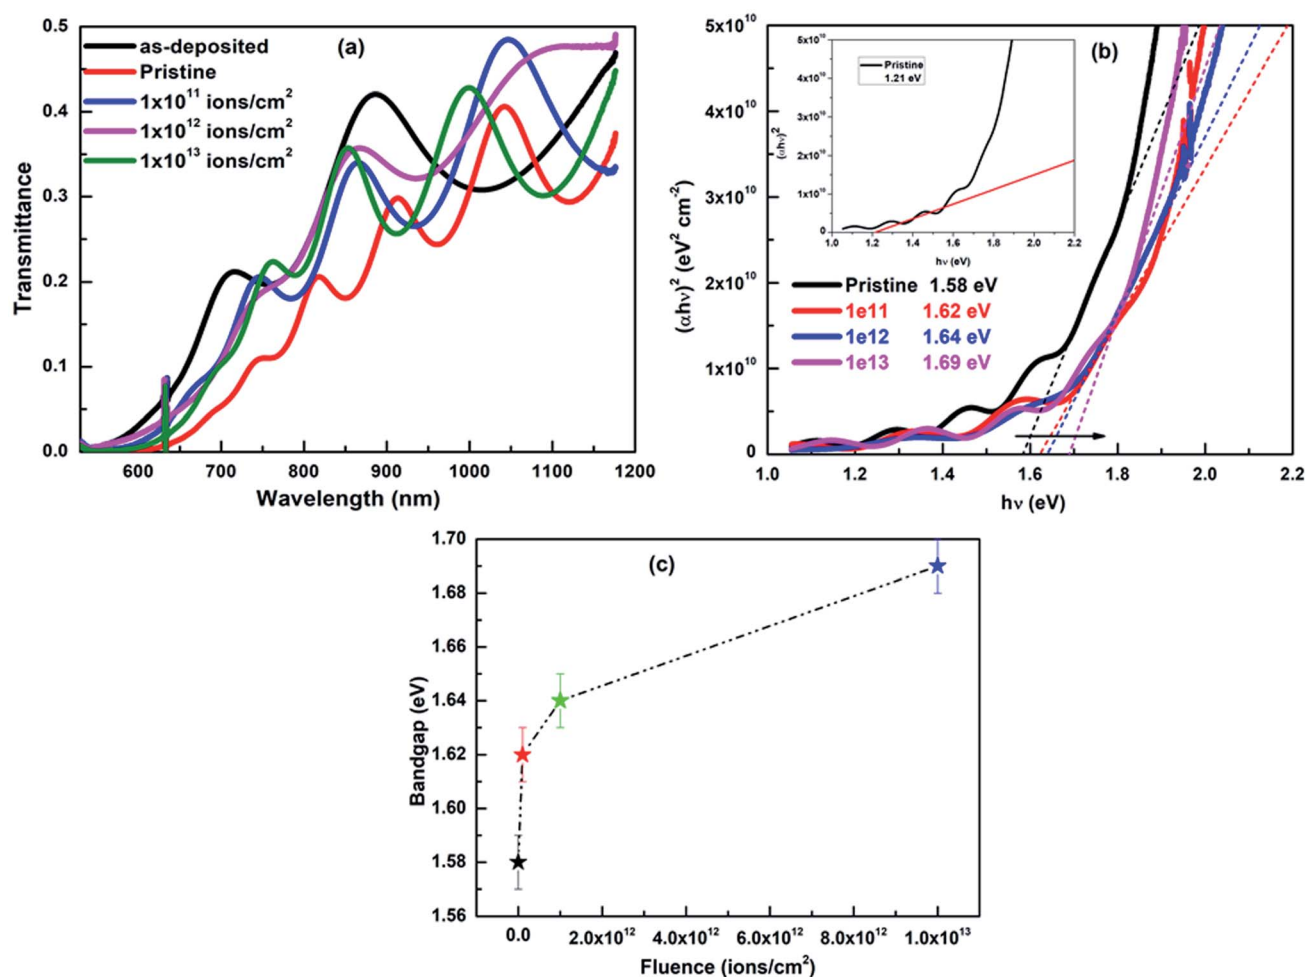 (a)
as-deposited
Pristine
1x10¹¹ ions/cm²
1x10¹² ions/cm²
1x10¹³ ions/cm²
0.5
0.4
0.3
0.2
0.1
0.0
Transmittance
600 700 800 900 1000 1100 1200
Wavelength (nm)
(b)
5x10¹⁰
4x10¹⁰
3x10¹⁰
2x10¹⁰
1x10¹⁰
0
(αhν)² (eV² cm⁻²)
5x10¹⁰
4x10¹⁰
3x10¹⁰
2x10¹⁰
1x10¹⁰
0
(αhν)²
Pristine
1.21 eV
1.0 1.2 1.4 1.6 1.8 2.0 2.2
hν (eV)
Pristine 1.58 eV
1e11 1.62 eV
1e12 1.64 eV
1e13 1.69 eV
1.0 1.2 1.4 1.6 1.8 2.0 2.2
hν (eV)
(c)
1.70
1.68
1.66
1.64
1.62
1.60
1.58
1.56
Bandgap (eV)
0.0 2.0x10¹² 4.0x10¹² 6.0x10¹² 8.0x10¹² 1.0x10¹³
Fluence (ions/cm²)